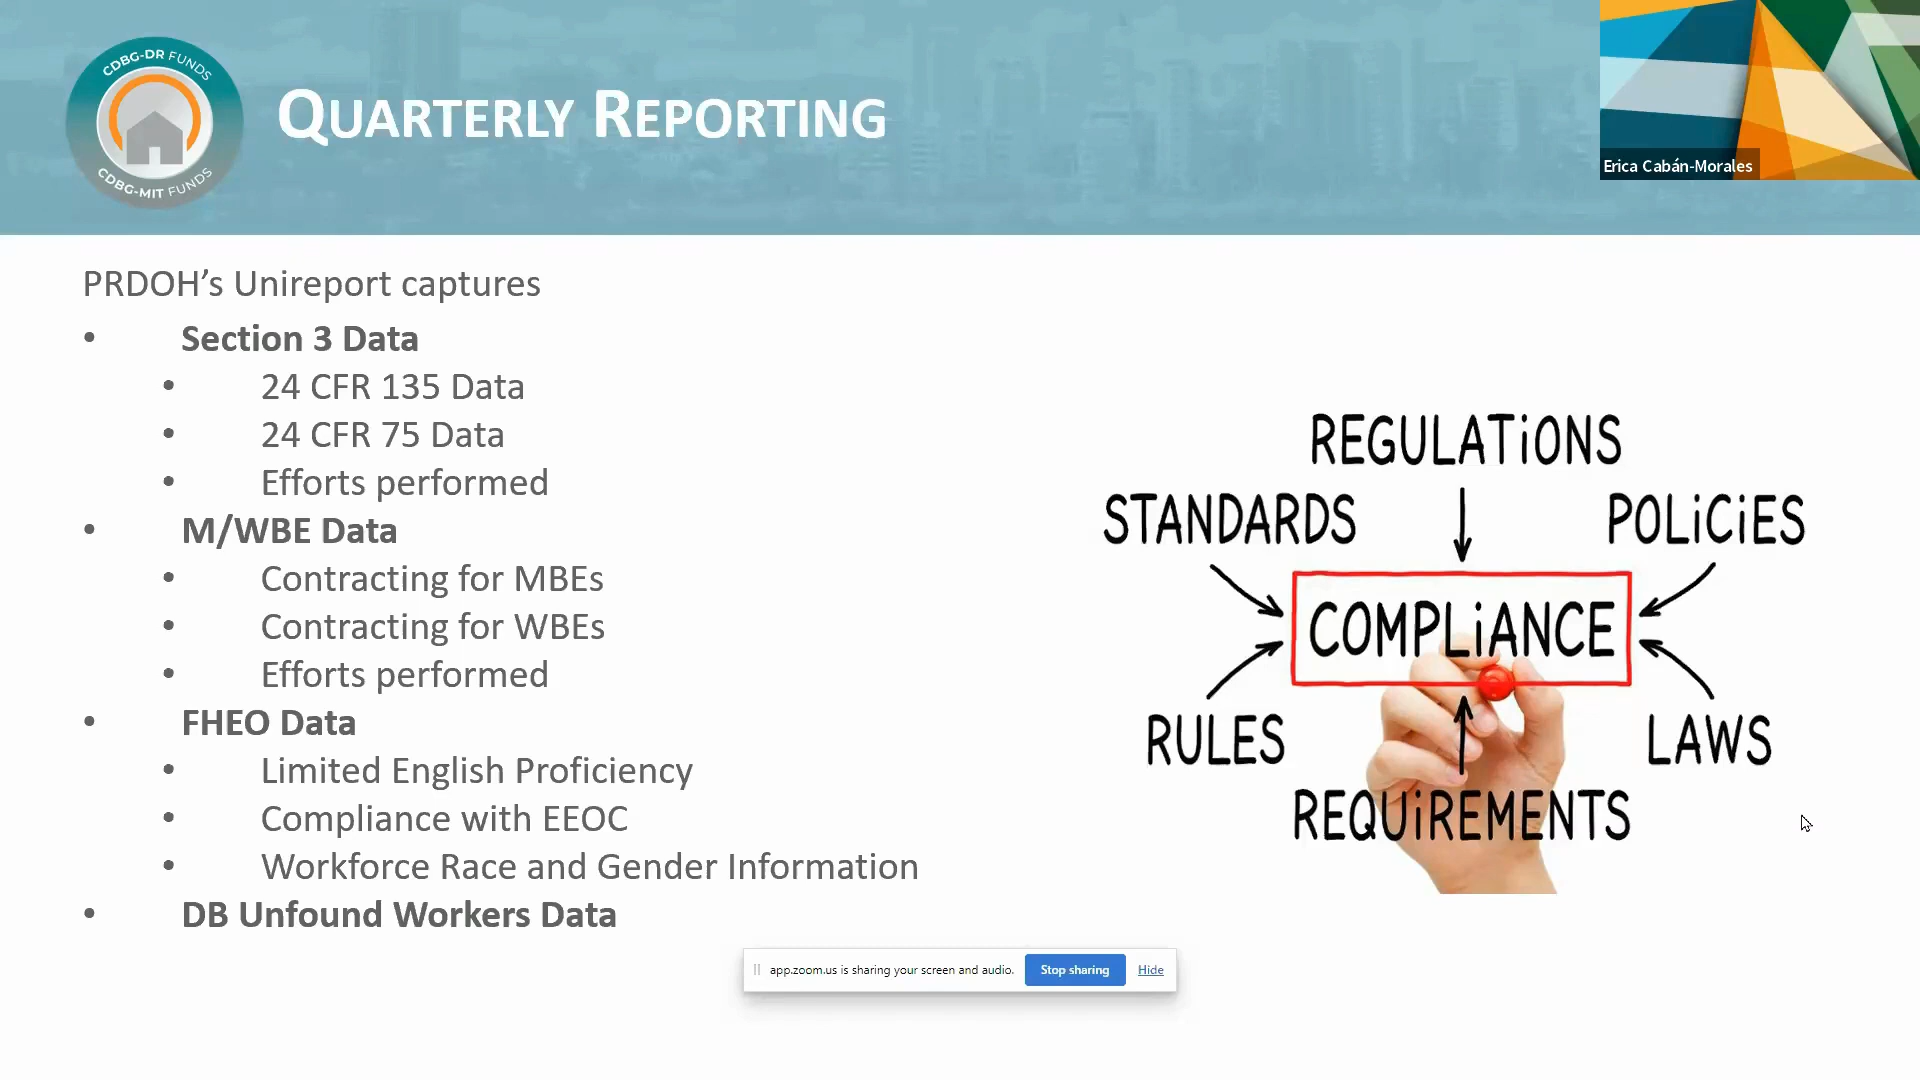 CDBG-DR FUNDS
CDBG-MIT FUNDS
QUARTERLY REPORTING
Erica Cabán-Morales
PRDOH’s Unireport captures
• Section 3 Data
• 24 CFR 135 Data
• 24 CFR 75 Data
• Efforts performed
• M/WBE Data
• Contracting for MBEs
• Contracting for WBEs
• Efforts performed
• FHEO Data
• Limited English Proficiency
• Compliance with EEOC
• Workforce Race and Gender Information
• DB Unfound Workers Data
REGULATiONS
STANDARDS
POLiCiES
COMPLiANCE
RULES
LAWS
REQUiREMENTS
app.zoom.us is sharing your screen and audio.
Stop sharing
Hide